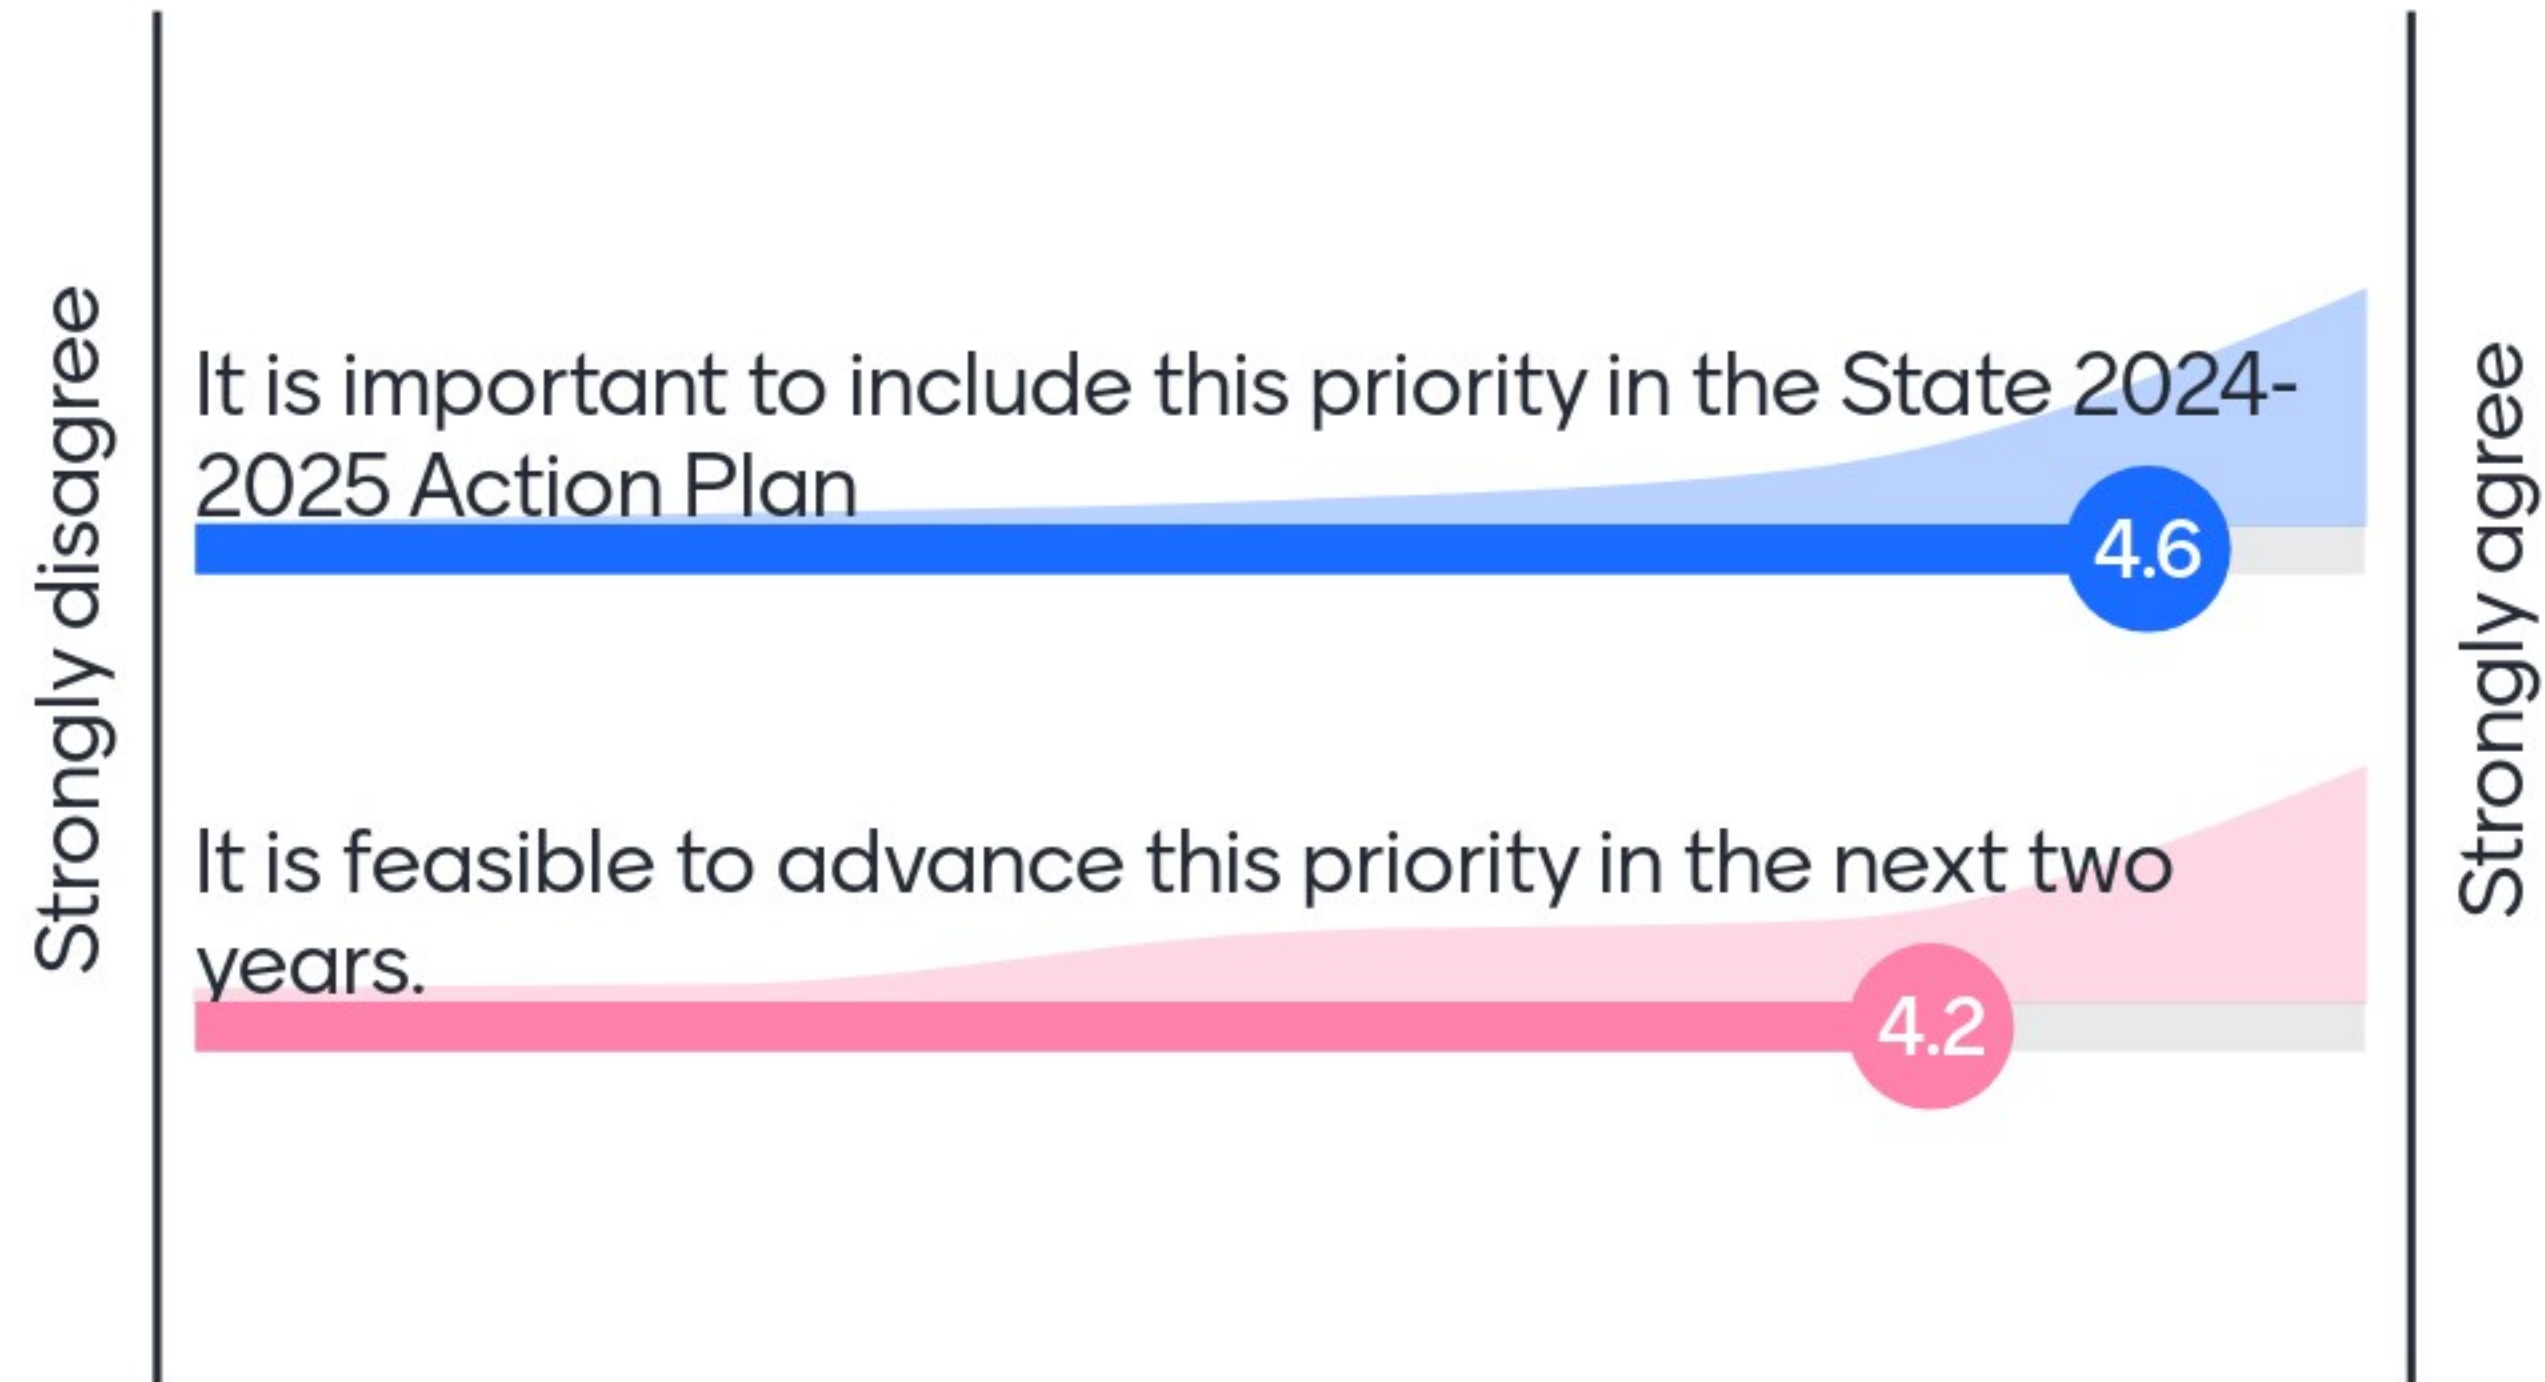 Strongly disagree
It is important to include this priority in the State 2024-
2025 Action Plan
4.6
It is feasible to advance this priority in the next two
years.
4.2
Strongly agree